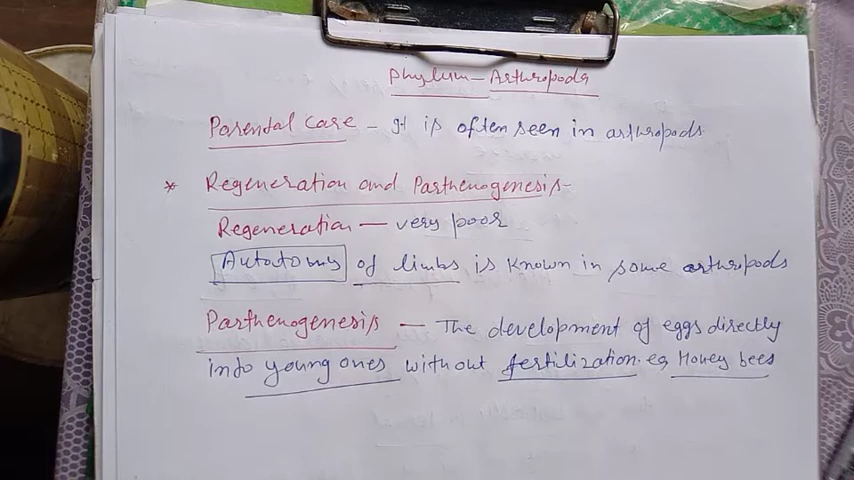 Phylum - Arthropods
Parental Care - It is often seen in arthropods.
* Regeneration and Parthenogenesis-
Regeneration - very poor
Autotomy of limbs is known in some arthropods
Parthenogenesis - The development of eggs directly
into young ones without fertilization. eg Honey bees